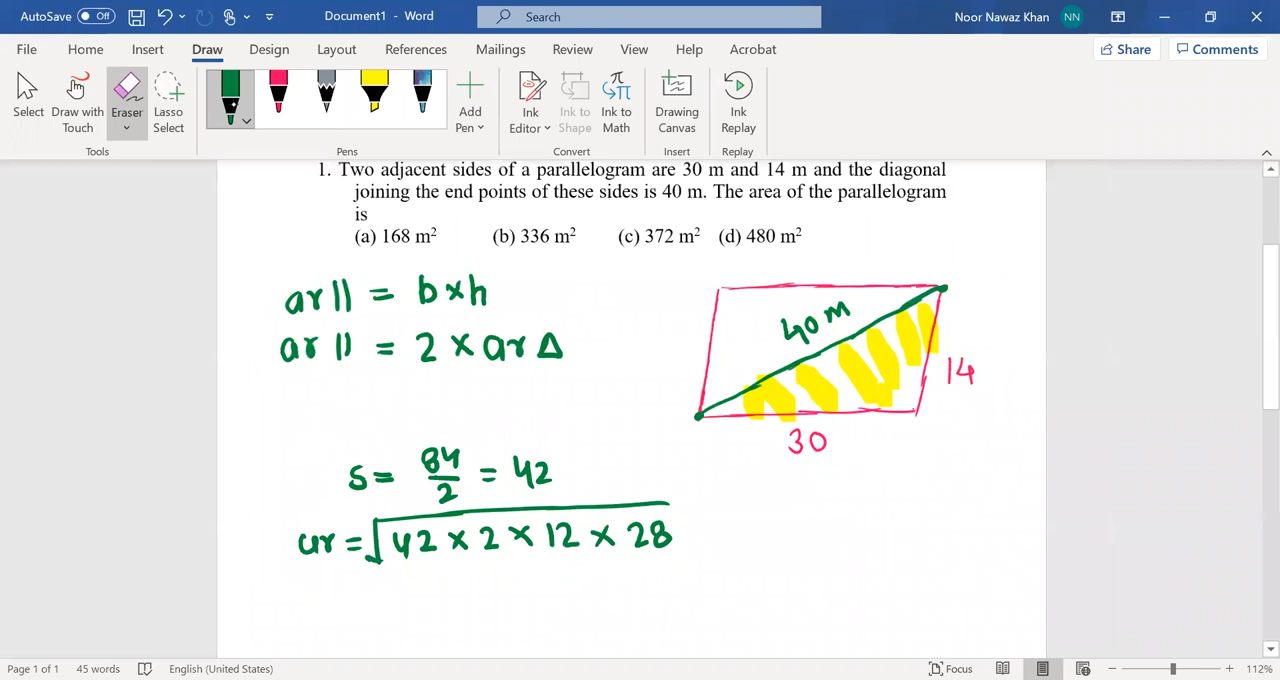 AutoSave Off Document1 - Word Search Noor Nawaz Khan NN
File Home Insert Draw Design Layout References Mailings Review View Help Acrobat Share Comments
Select Draw with Touch Eraser Lasso Select Add Pen Ink Editor Ink to Shape Ink to Math Drawing Canvas Ink Replay
Tools Pens Convert Insert Replay
1. Two adjacent sides of a parallelogram are 30 m and 14 m and the diagonal
joining the end points of these sides is 40 m. The area of the parallelogram
is
(a) 168 m² (b) 336 m² (c) 372 m² (d) 480 m²
ar || = b × h
ar || = 2 × ar Δ
40 m
14
30
S = 84/2 = 42
ar = √42 × 2 × 12 × 28
Page 1 of 1 45 words English (United States) Focus 112%